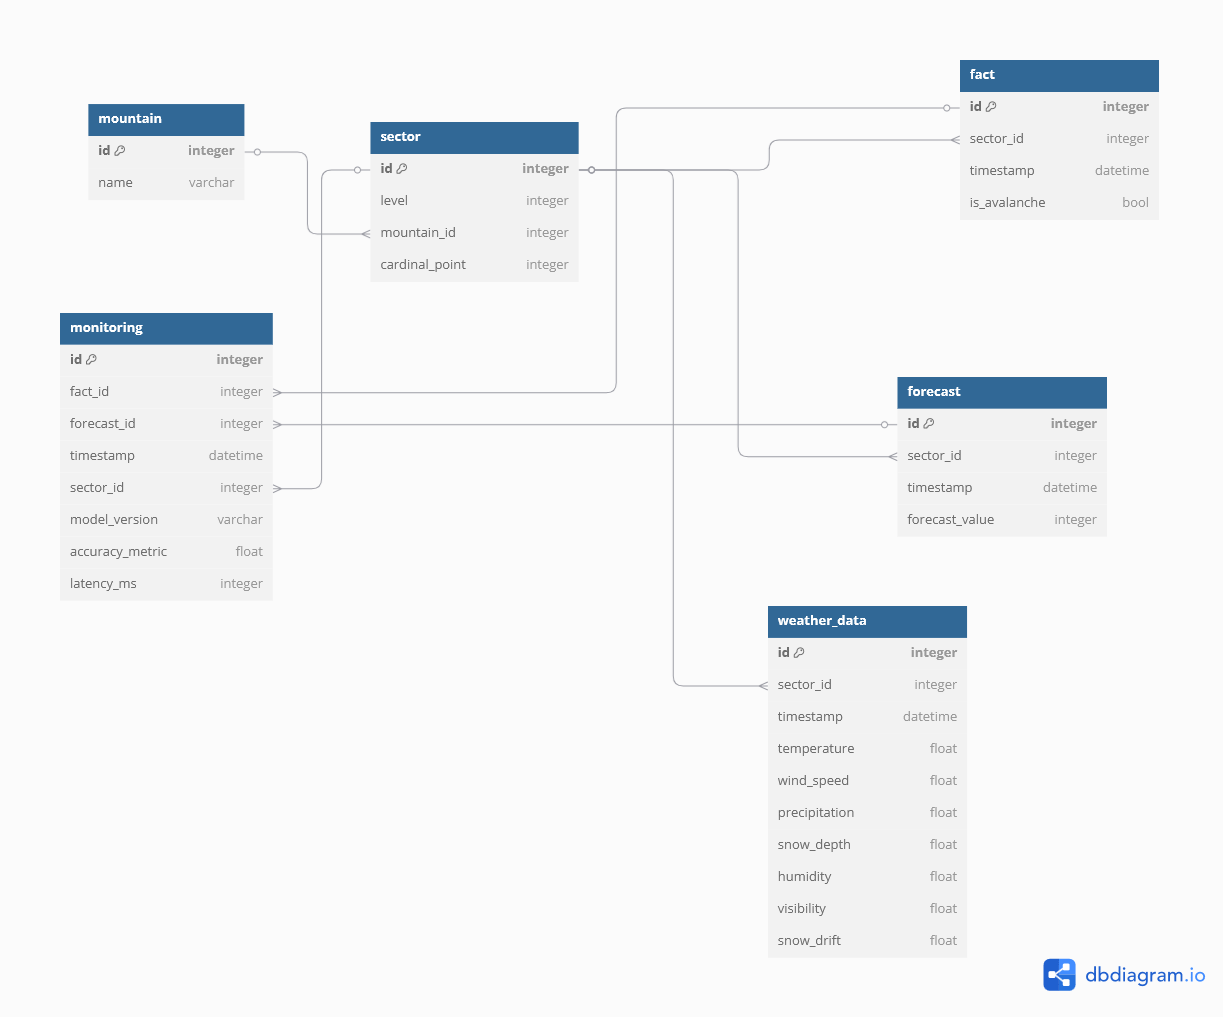 mountain
id integer
name varchar
sector
id integer
level integer
mountain_id integer
cardinal_point integer
fact
id integer
sector_id integer
timestamp datetime
is_avalanche bool
monitoring
id integer
fact_id integer
forecast_id integer
timestamp datetime
sector_id integer
model_version varchar
accuracy_metric float
latency_ms integer
forecast
id integer
sector_id integer
timestamp datetime
forecast_value integer
weather_data
id integer
sector_id integer
timestamp datetime
temperature float
wind_speed float
precipitation float
snow_depth float
humidity float
visibility float
snow_drift float
dbdiagram.io